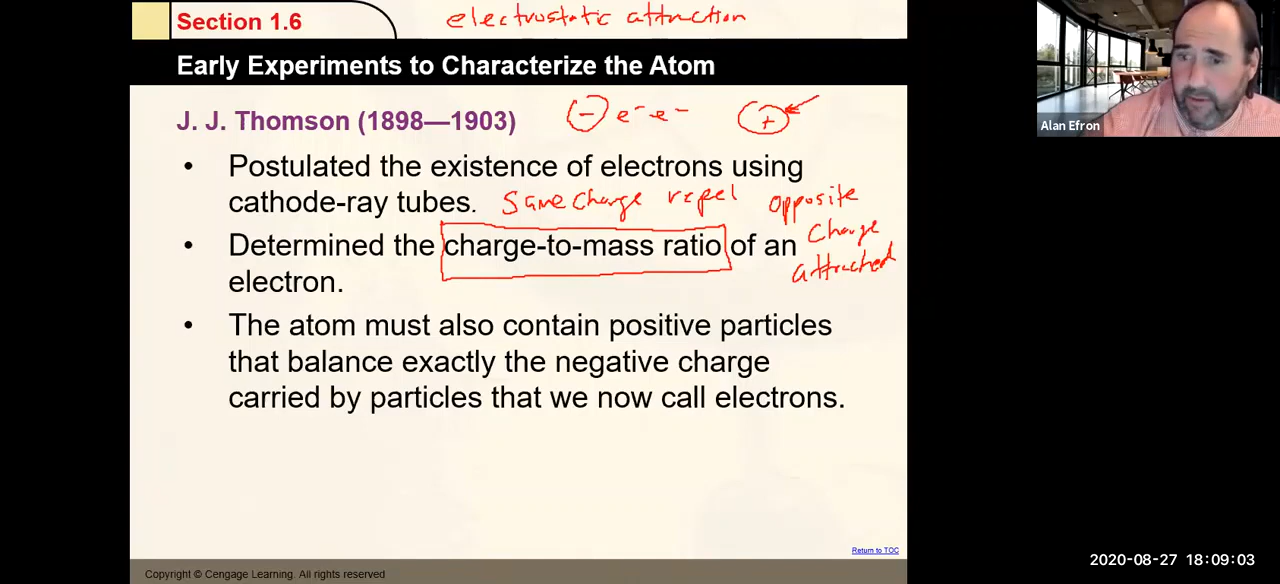 electrostatic attraction
Section 1.6
Early Experiments to Characterize the Atom
J. J. Thomson (1898—1903)
- e- e- +
• Postulated the existence of electrons using
cathode-ray tubes.
same charge repel
opposite
charge
attracted
• Determined the charge-to-mass ratio of an
electron.
• The atom must also contain positive particles
that balance exactly the negative charge
carried by particles that we now call electrons.
Return to TOC
Copyright © Cengage Learning. All rights reserved
Alan Efron
2020-08-27 18:09:03